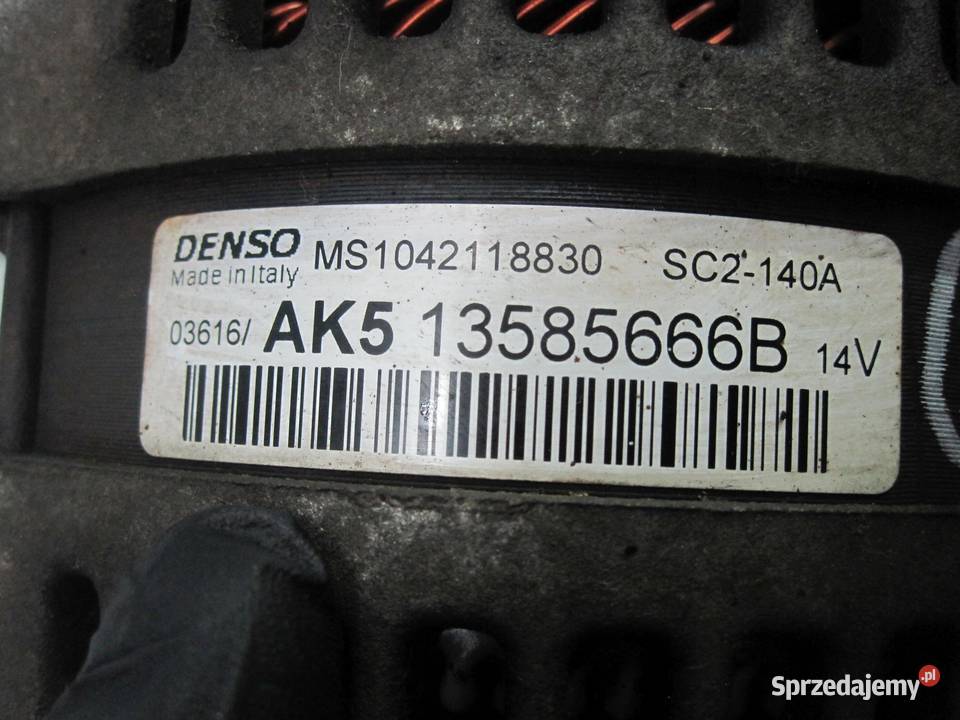 DENSO MS1042118830 SC2-140A
Made in Italy
03616/ AK5 13585666B 14V
Sprzedajemy.pl